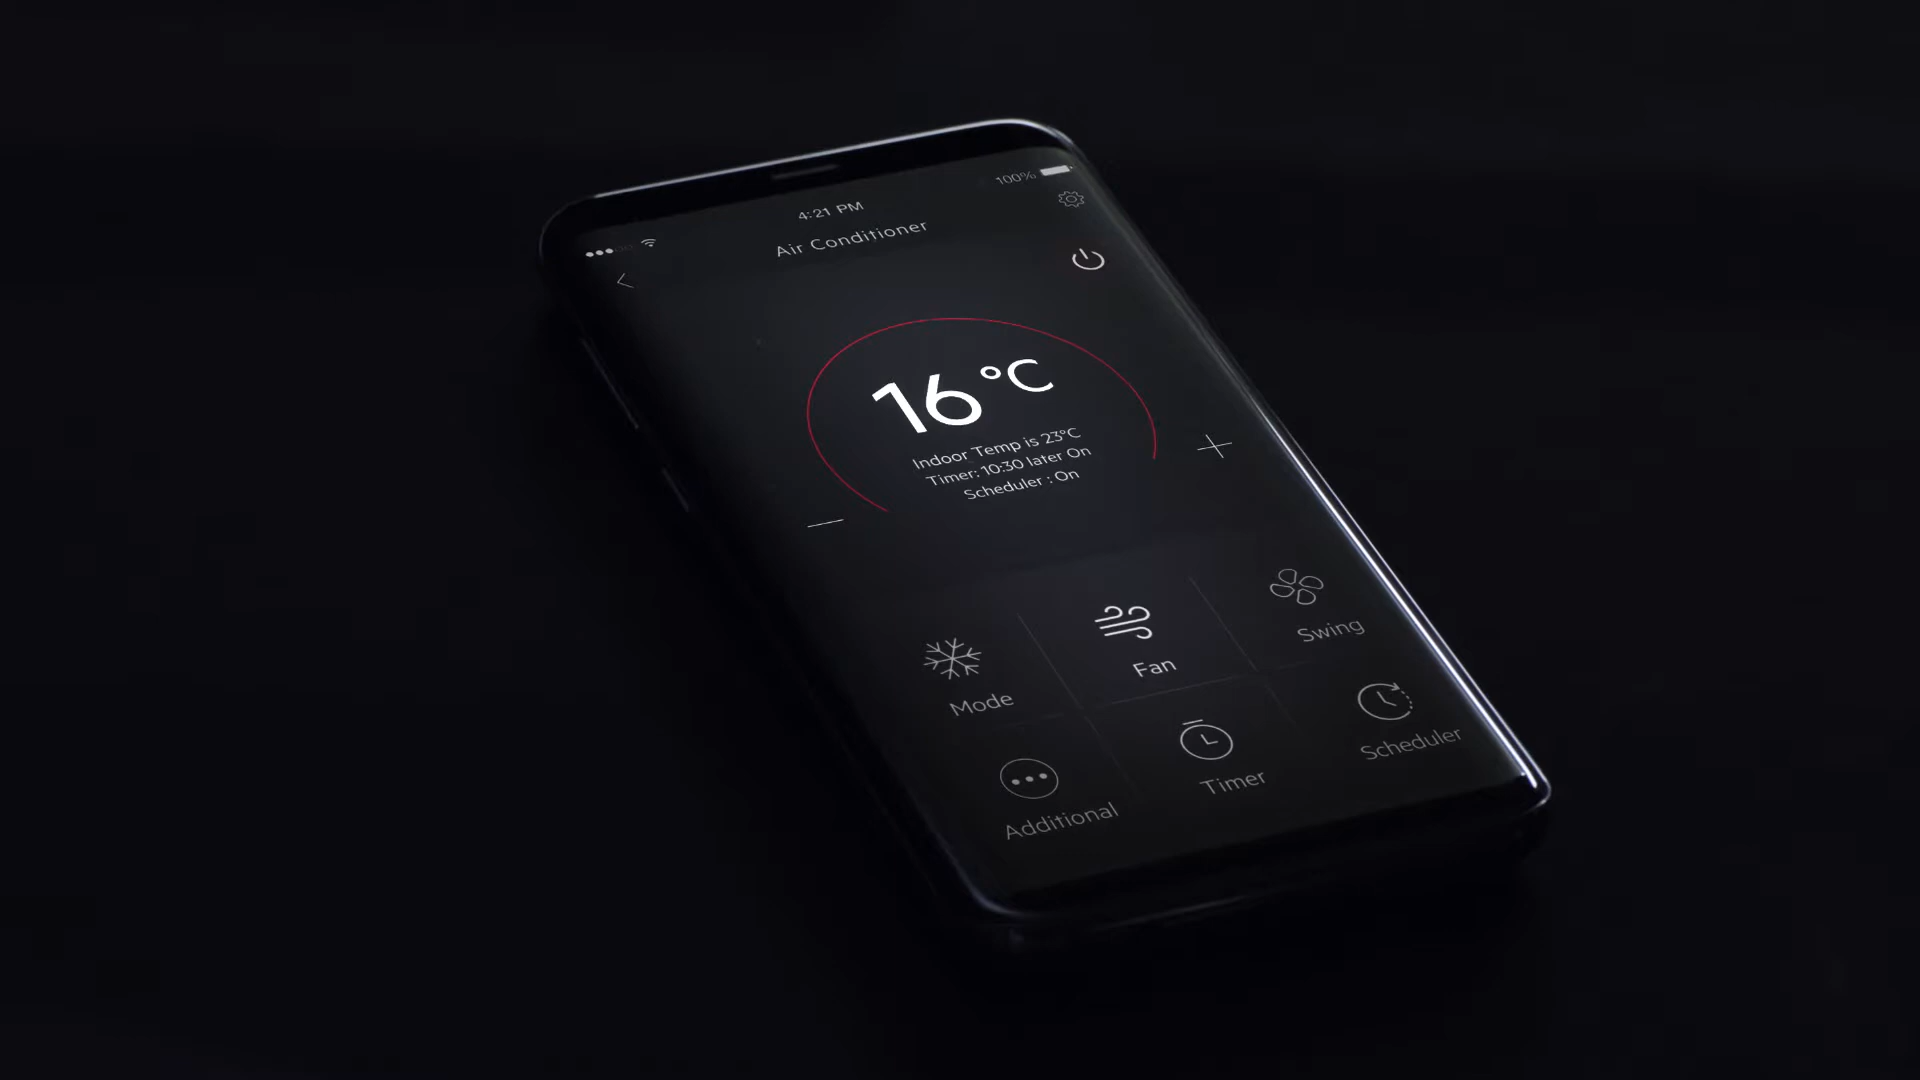 100%
4:21 PM
Air Conditioner
16°C
Indoor Temp is 23°C
Timer: 10:30 later On
Scheduler : On
Mode
Fan
Swing
Additional
Timer
Scheduler